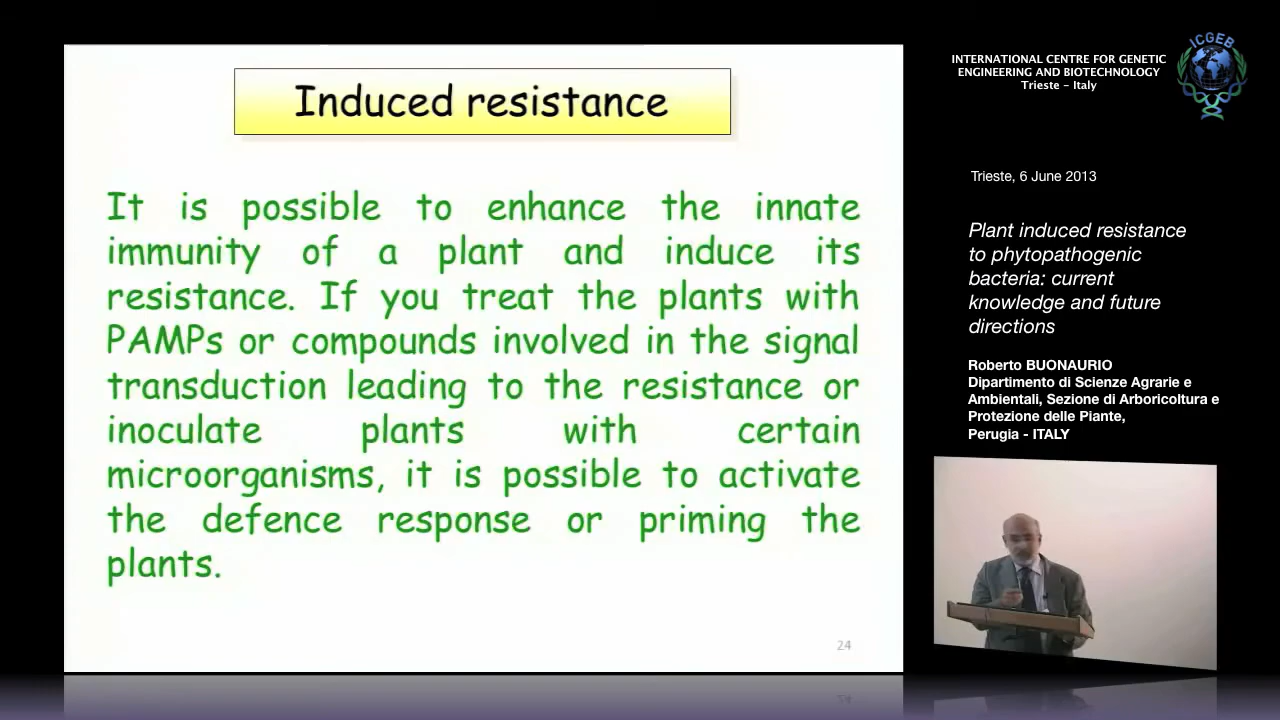 Induced resistance
It is possible to enhance the innate
immunity of a plant and induce its
resistance. If you treat the plants with
PAMPs or compounds involved in the signal
transduction leading to the resistance or
inoculate plants with certain
microorganisms, it is possible to activate
the defence response or priming the
plants.
24
ICGEB
INTERNATIONAL CENTRE FOR GENETIC
ENGINEERING AND BIOTECHNOLOGY
Trieste - Italy
Trieste, 6 June 2013
Plant induced resistance
to phytopathogenic
bacteria: current
knowledge and future
directions
Roberto BUONAURIO
Dipartimento di Scienze Agrarie e
Ambientali, Sezione di Arboricoltura e
Protezione delle Piante,
Perugia - ITALY